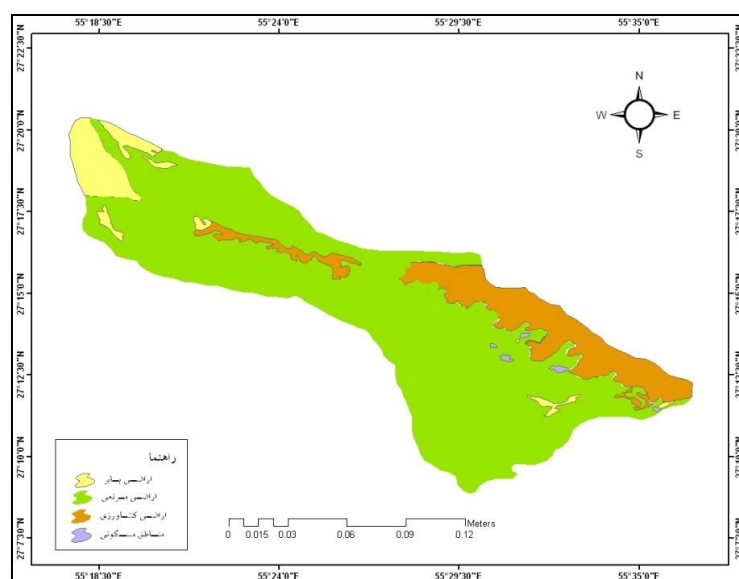 55°18'30"E 55°24'0"E 55°29'30"E 55°35'0"E
27°22'30"N
27°20'0"N
27°17'30"N
27°15'0"N
27°12'30"N
27°10'0"N
27°7'30"N
N
W E
S
راهنما
اراضی بایر
اراضی مرتعی
اراضی کشاورزی
مناطق مسکونی
Meters
0 0.015 0.03 0.06 0.09 0.12
55°18'30"E 55°24'0"E 55°29'30"E 55°35'0"E